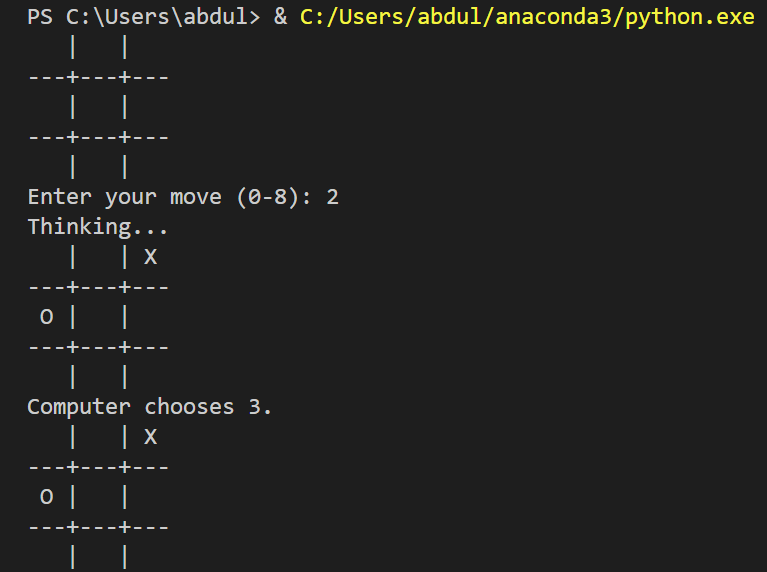 PS C:\Users\abdul> & C:/Users/abdul/anaconda3/python.exe
   |   |
---+---+---
   |   |
---+---+---
   |   |
Enter your move (0-8): 2
Thinking...
   |   | X
---+---+---
 O |   |
---+---+---
   |   |
Computer chooses 3.
   |   | X
---+---+---
 O |   |
---+---+---
   |   |